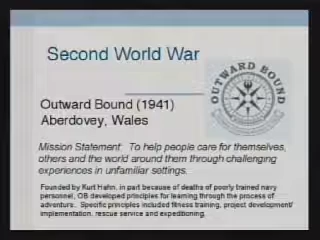 Second World War
OUTWARD BOUND
Outward Bound (1941)
Aberdovey, Wales
Mission Statement: To help people care for themselves,
others and the world around them through challenging
experiences in unfamiliar settings.
Founded by Kurt Hahn, in part because of deaths of poorly trained navy
personnel, OB developed principles for learning through the process of
adventure. Specific principles included fitness training, project development/
implementation, rescue service and expeditioning.